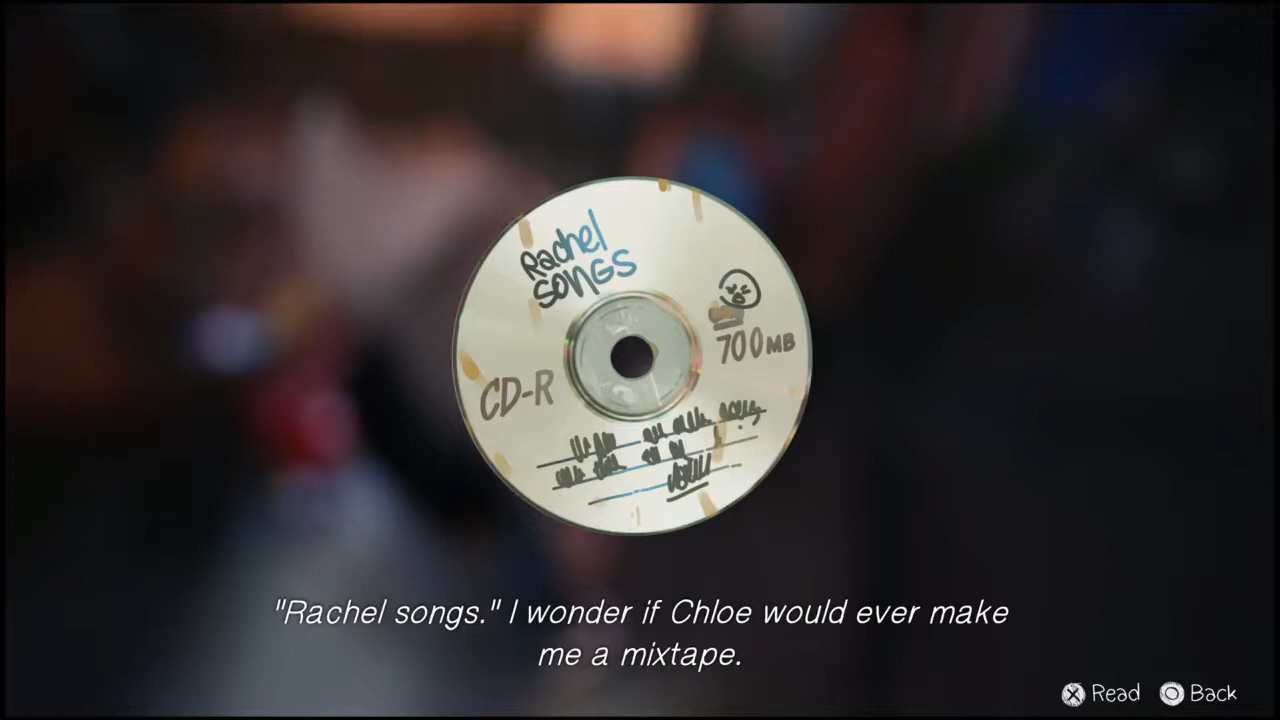 Rachel
SONGS
700MB
CD-R
"Rachel songs." I wonder if Chloe would ever make
me a mixtape.
Read
Back